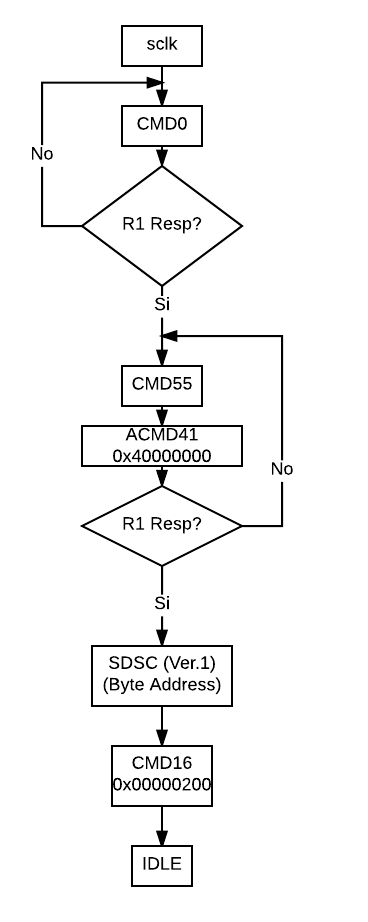 sclk
CMD0
No
R1 Resp?
Si
CMD55
ACMD41
0x40000000
No
R1 Resp?
Si
SDSC (Ver.1)
(Byte Address)
CMD16
0x00000200
IDLE